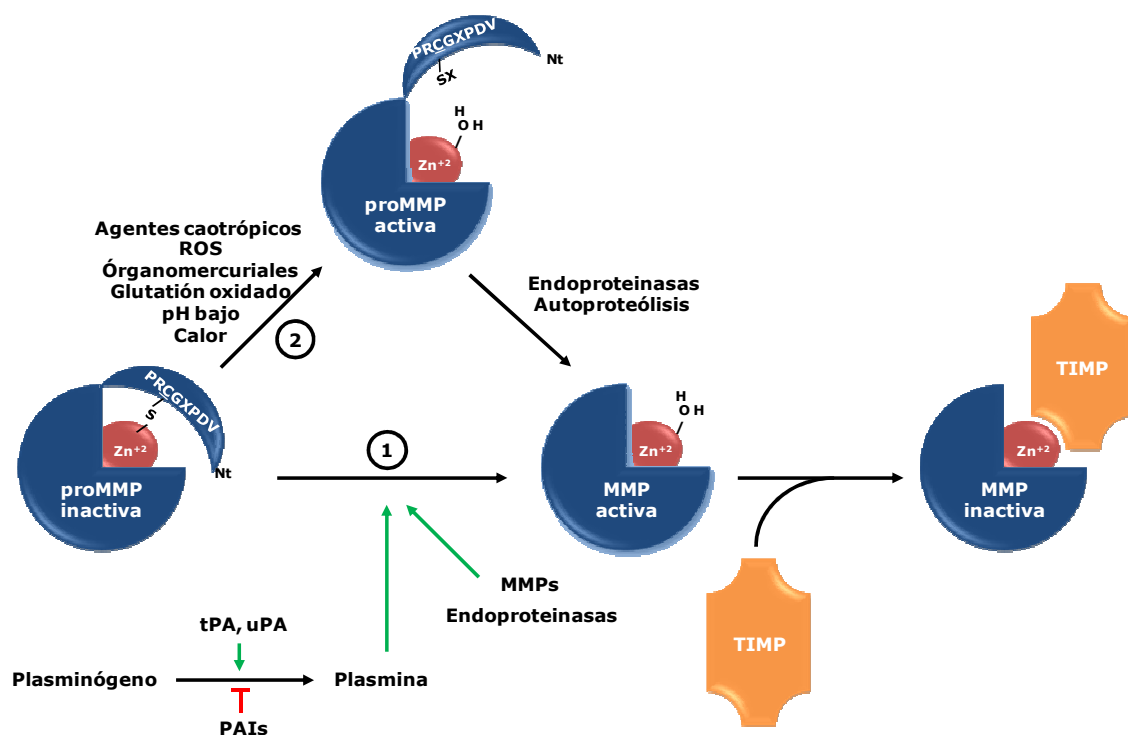 PRCGXPDV
Nt
SX
H
O H
Zn+2
proMMP
activa
Agentes caotrópicos
ROS
Órganomercuriales
Glutatión oxidado
pH bajo
Calor
2
Endoproteinasas
Autoproteólisis
TIMP
PRCGXPDV
S
Zn+2
Nt
proMMP
inactiva
1
H
O H
Zn+2
MMP
activa
Zn+2
MMP
inactiva
MMPs
Endoproteinasas
TIMP
tPA, uPA
Plasminógeno
Plasmina
PAIs